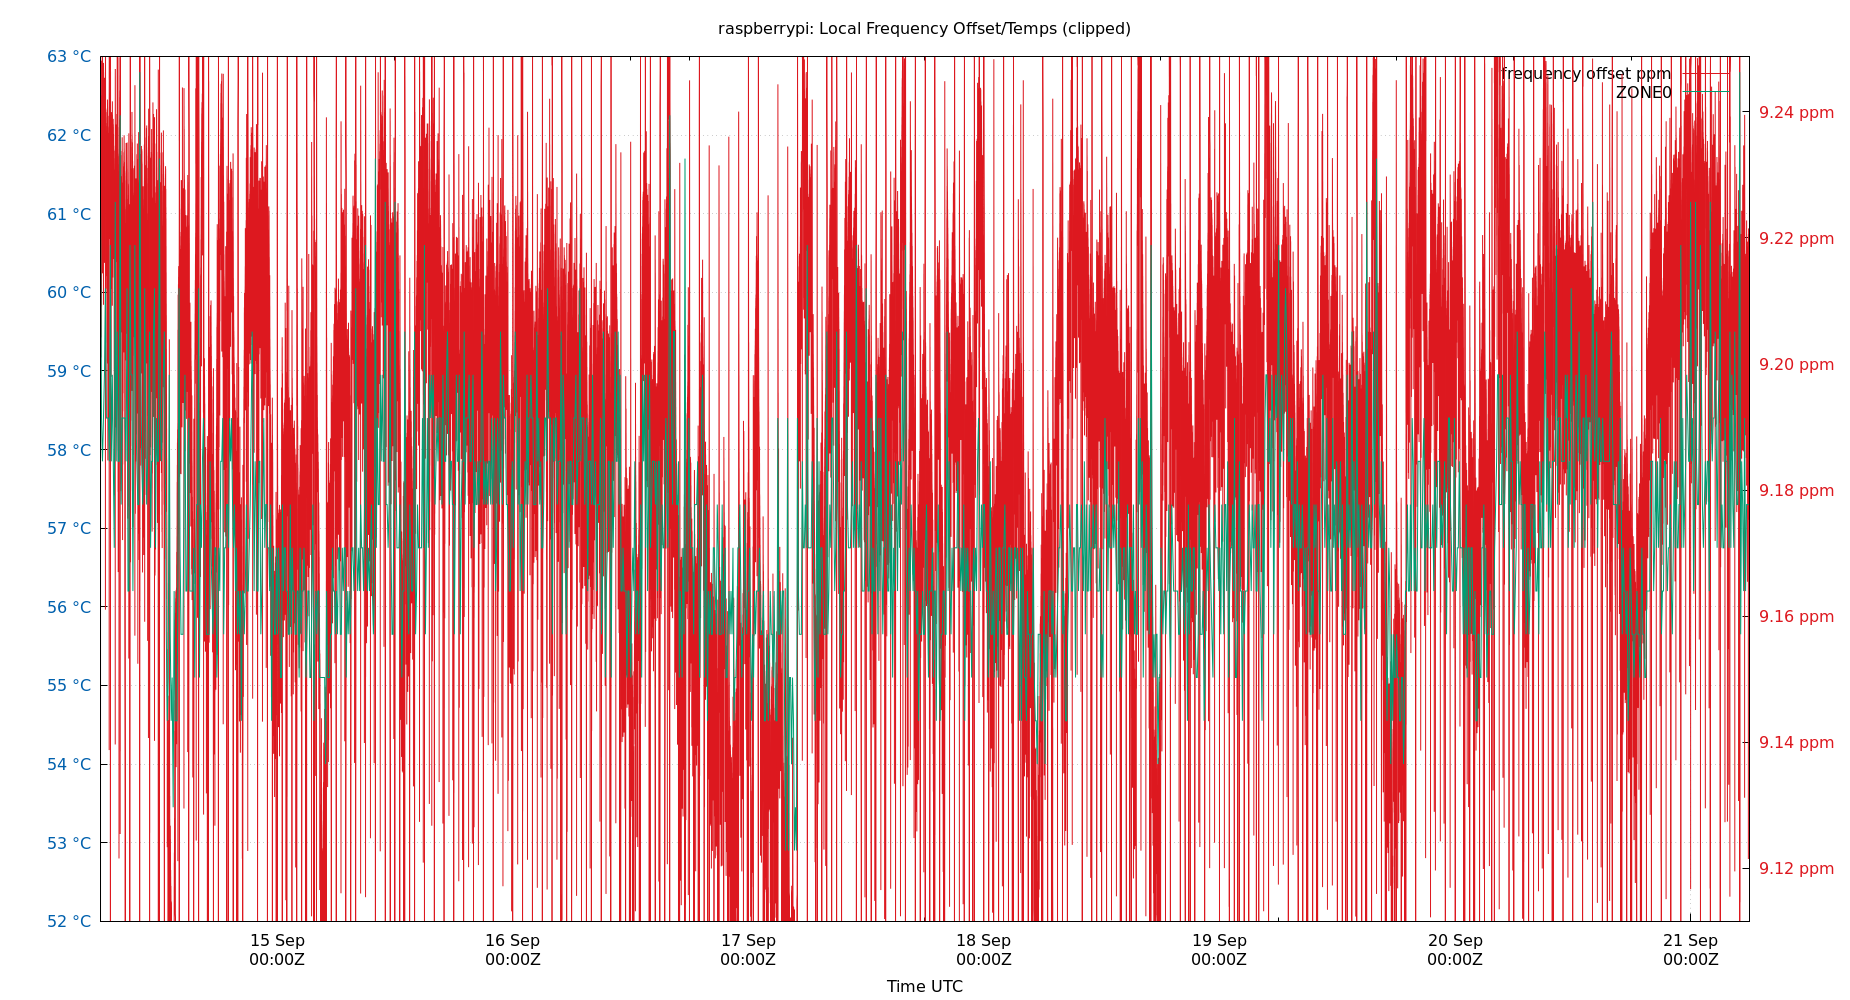 raspberrypi: Local Frequency Offset/Temps (clipped)
63 °C
62 °C
61 °C
60 °C
59 °C
58 °C
57 °C
56 °C
55 °C
54 °C
53 °C
52 °C
frequency offset ppm
ZONE0
9.24 ppm
9.22 ppm
9.20 ppm
9.18 ppm
9.16 ppm
9.14 ppm
9.12 ppm
15 Sep
00:00Z
16 Sep
00:00Z
17 Sep
00:00Z
18 Sep
00:00Z
19 Sep
00:00Z
20 Sep
00:00Z
21 Sep
00:00Z
Time UTC